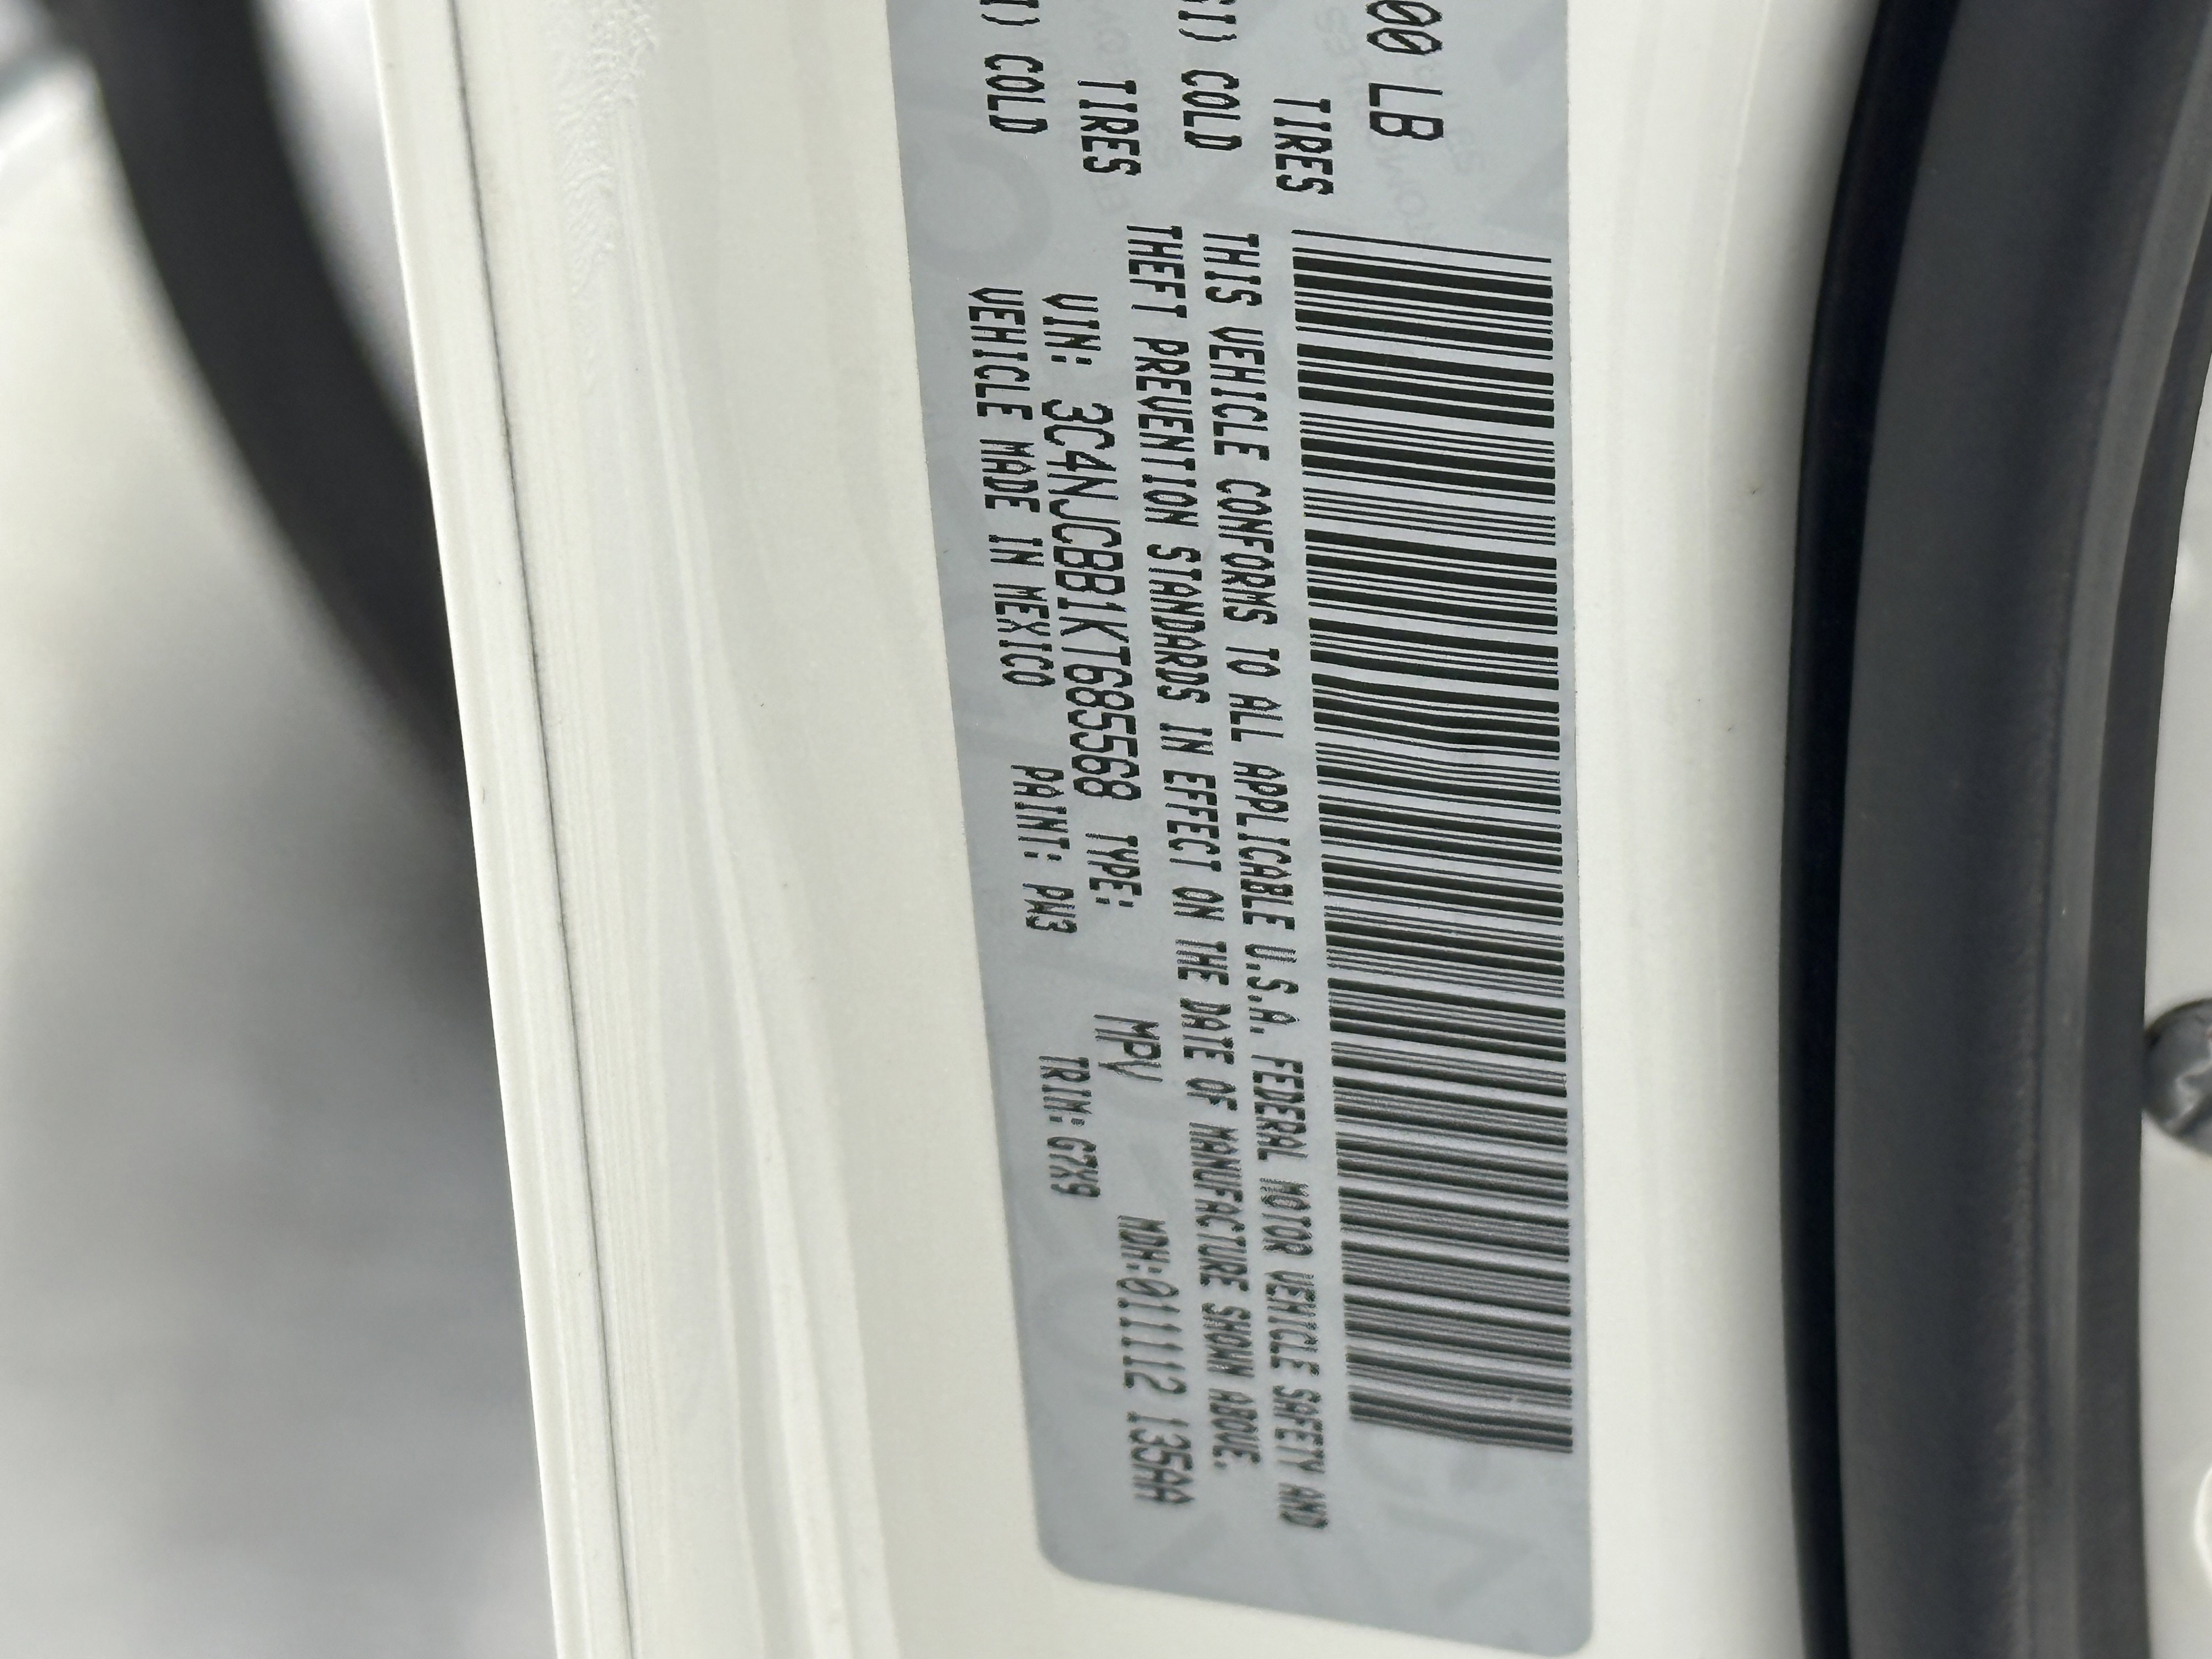 00 LB
TIRES
SI) COLD
TIRES
I) COLD
THIS VEHICLE CONFORMS TO ALL APPLICABLE U.S.A. FEDERAL MOTOR VEHICLE SAFETY AND
THEFT PREVENTION STANDARDS IN EFFECT ON THE DATE OF MANUFACTURE SHOWN ABOVE.
VIN: 3C4NJCBB1KT685568 TYPE: MPV MDH:011112 135AA
VEHICLE MADE IN MEXICO PAINT: PW3 TRIM: G7X9